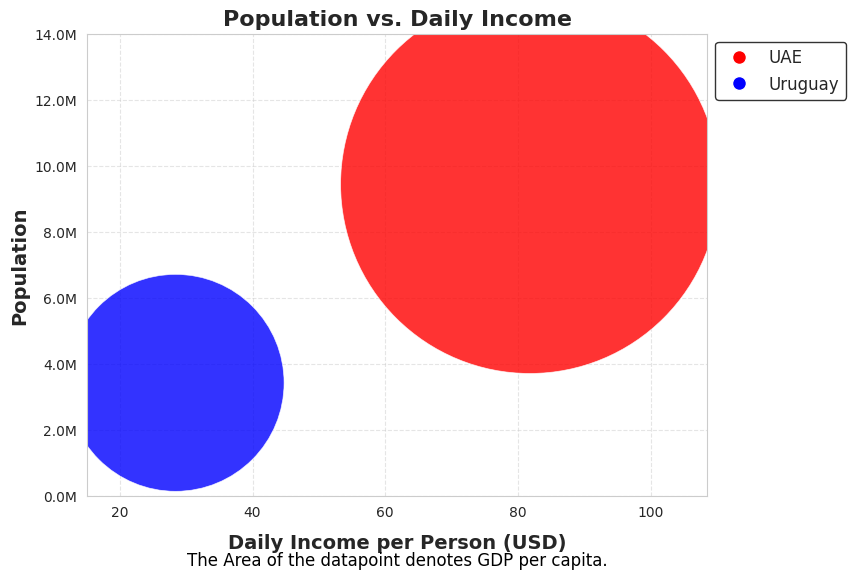 Population vs. Daily Income
14.0M
12.0M
10.0M
8.0M
6.0M
4.0M
2.0M
0.0M
Population
20 40 60 80 100
Daily Income per Person (USD)
The Area of the datapoint denotes GDP per capita.
UAE
Uruguay